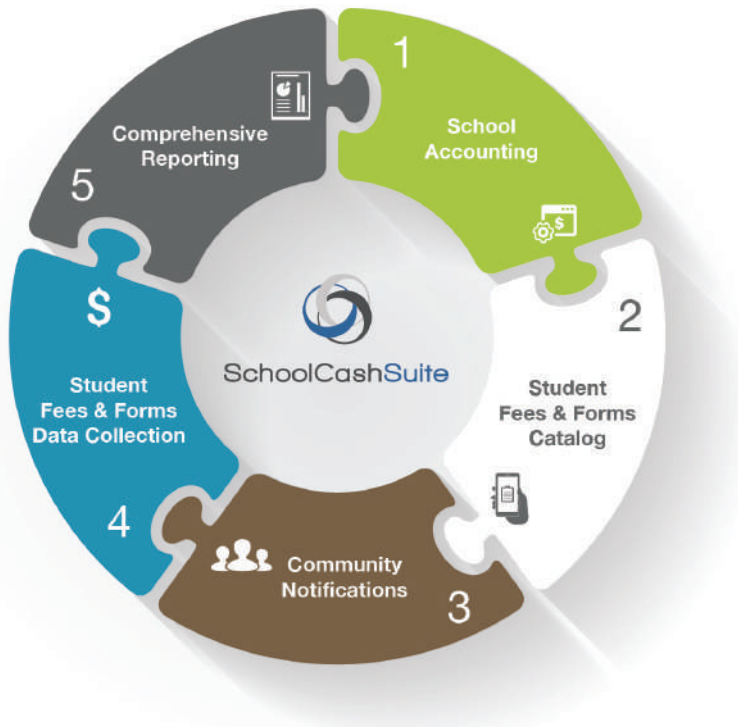 1
School
Accounting
$
2
Student
Fees & Forms
Catalog
3
Community
Notifications
4
$
Student
Fees & Forms
Data Collection
5
Comprehensive
Reporting
SchoolCashSuite